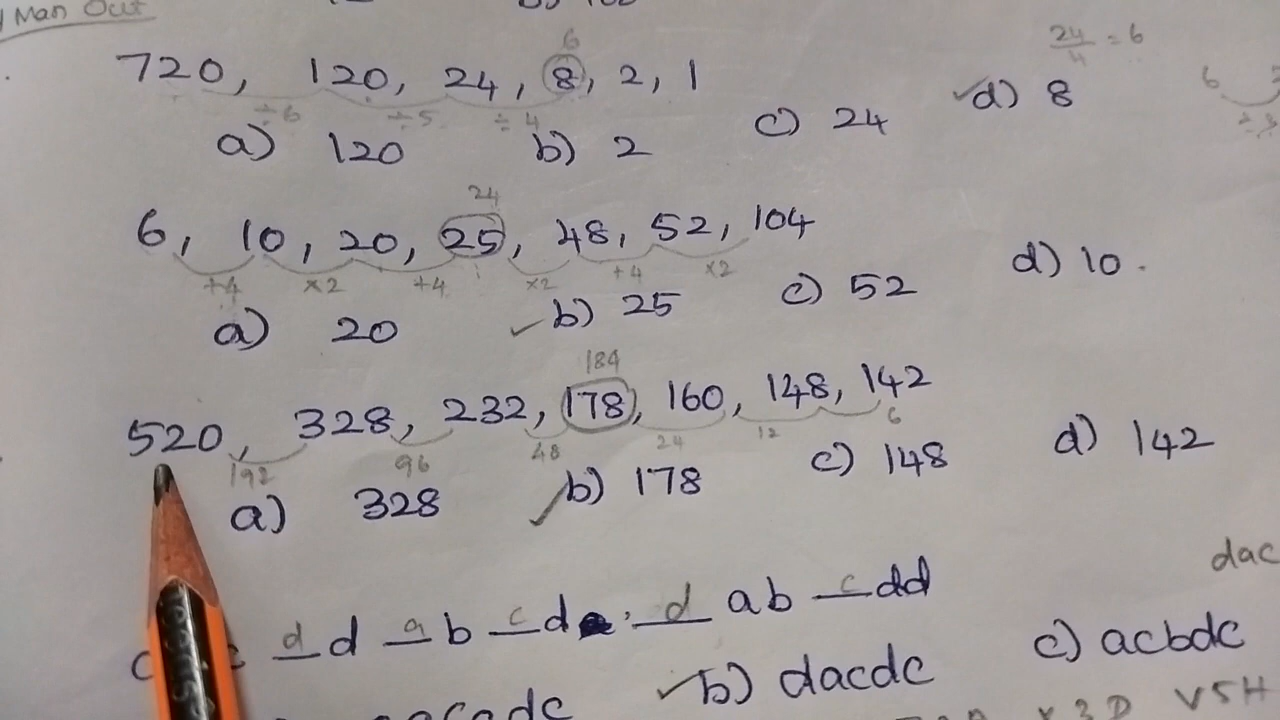 Man Out
24/4 = 6
6
720, 120, 24, 8, 2, 1
÷6 ÷5 ÷4
a) 120 b) 2 c) 24 d) 8
24
6, 10, 20, 25, 48, 52, 104
+4 ×2 +4 ×2 +4 ×2
a) 20 b) 25 c) 52 d) 10.
184
520, 328, 232, 178, 160, 148, 142
192 96 48 24 12 6
a) 328 b) 178 c) 148 d) 142
dac
d d a b c d d ab c dd
b) dacdc c) acbdc
V5H